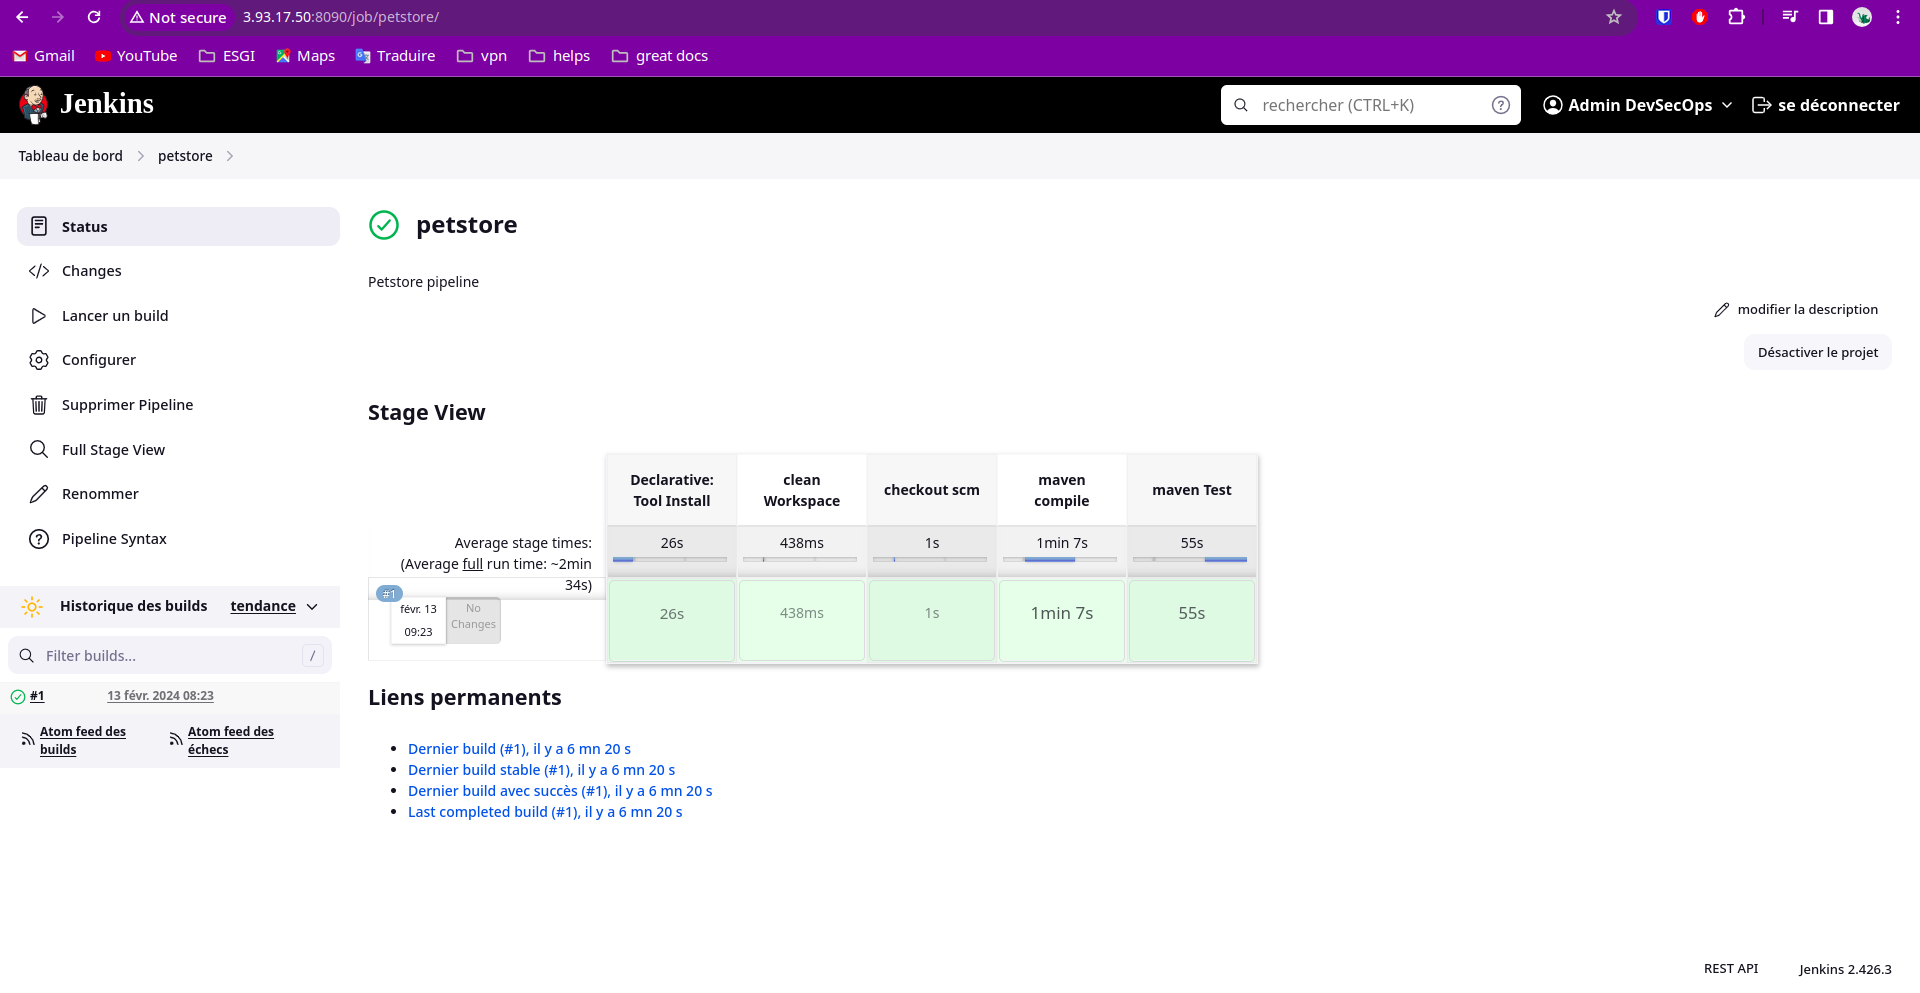 Not secure 3.93.17.50:8090/job/petstore/
Gmail YouTube ESGI Maps Traduire vpn helps great docs
Jenkins
rechercher (CTRL+K)
Admin DevSecOps
se déconnecter
Tableau de bord petstore
Status
Changes
Lancer un build
Configurer
Supprimer Pipeline
Full Stage View
Renommer
Pipeline Syntax
Historique des builds tendance
Filter builds...
/
#1 13 févr. 2024 08:23
Atom feed des builds
Atom feed des échecs
petstore
Petstore pipeline
modifier la description
Désactiver le projet
Stage View
Declarative: Tool Install
clean Workspace
checkout scm
maven compile
maven Test
Average stage times:
(Average full run time: ~2min
34s)
26s 438ms 1s 1min 7s 55s
#1
févr. 13
09:23
No Changes
26s 438ms 1s 1min 7s 55s
Liens permanents
Dernier build (#1), il y a 6 mn 20 s
Dernier build stable (#1), il y a 6 mn 20 s
Dernier build avec succès (#1), il y a 6 mn 20 s
Last completed build (#1), il y a 6 mn 20 s
REST API Jenkins 2.426.3